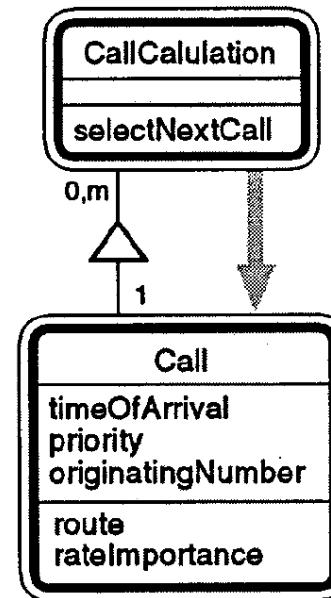 CallCalulation
selectNextCall
0,m
1
Call
timeOfArrival
priority
originatingNumber
route
rateImportance